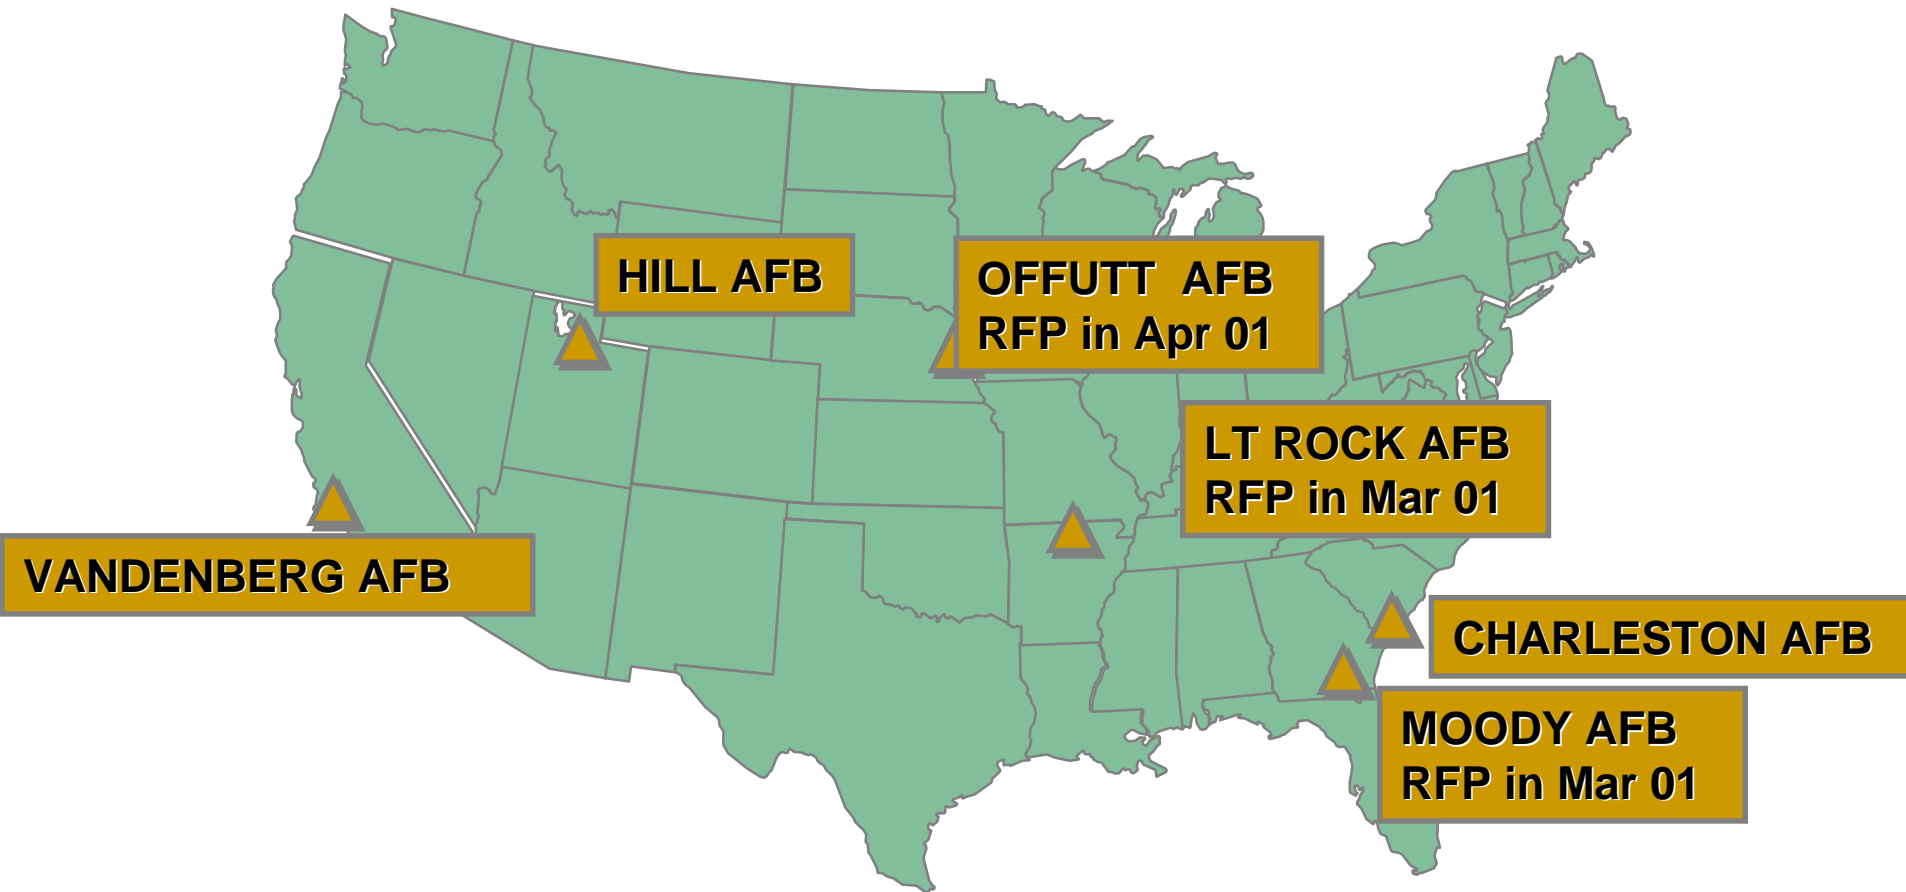 HILL AFB
OFFUTT AFB
RFP in Apr 01
LT ROCK AFB
RFP in Mar 01
VANDENBERG AFB
CHARLESTON AFB
MOODY AFB
RFP in Mar 01